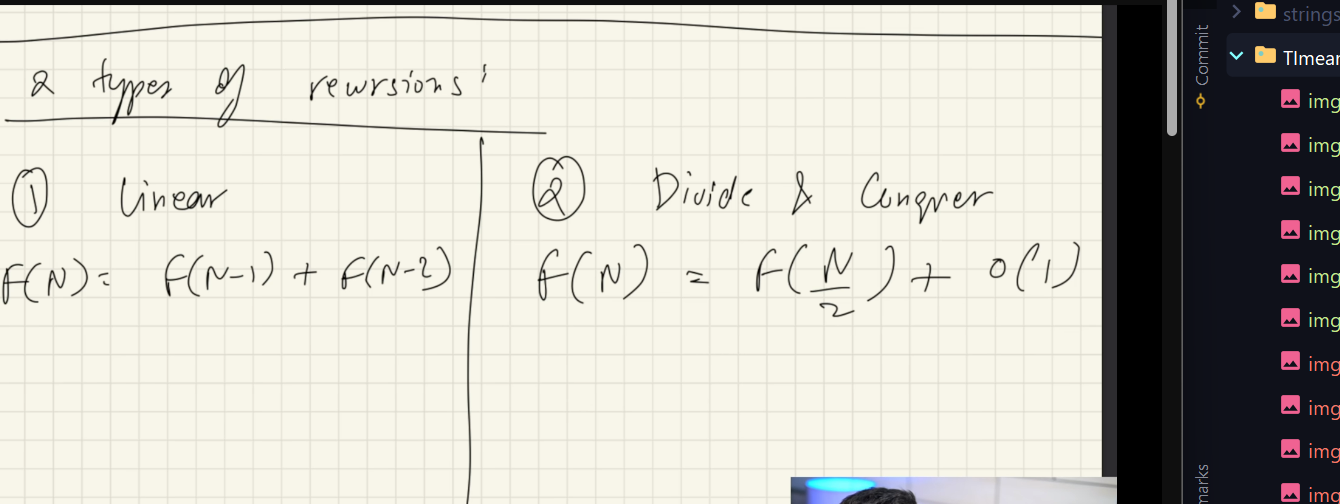 2 types of recursions:
① Linear
F(N) = F(N-1) + F(N-2)
② Divide & Conquer
F(N) = F(N/2) + O(1)
Commit
strings
TImear
img
img
img
img
img
img
img
img
img
img
marks